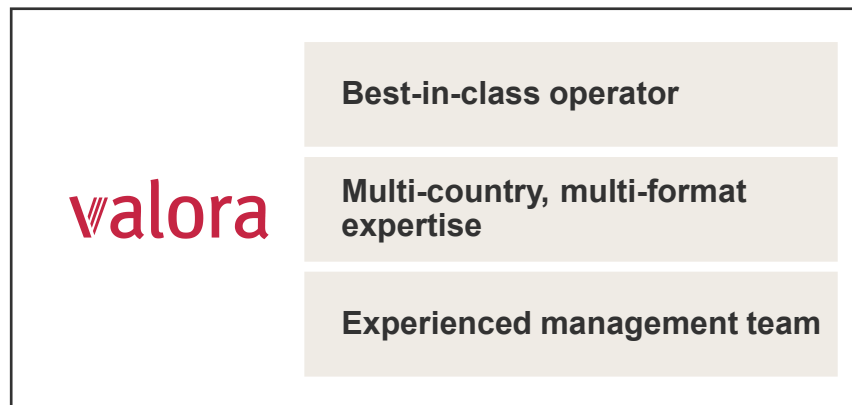 valora
Best-in-class operator
Multi-country, multi-format
expertise
Experienced management team